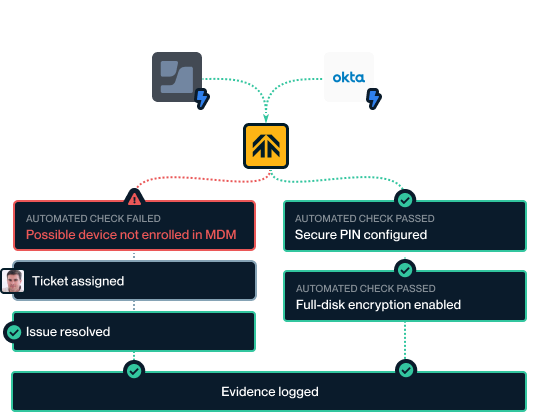 okta
AUTOMATED CHECK FAILED
Possible device not enrolled in MDM
Ticket assigned
Issue resolved
AUTOMATED CHECK PASSED
Secure PIN configured
AUTOMATED CHECK PASSED
Full-disk encryption enabled
Evidence logged